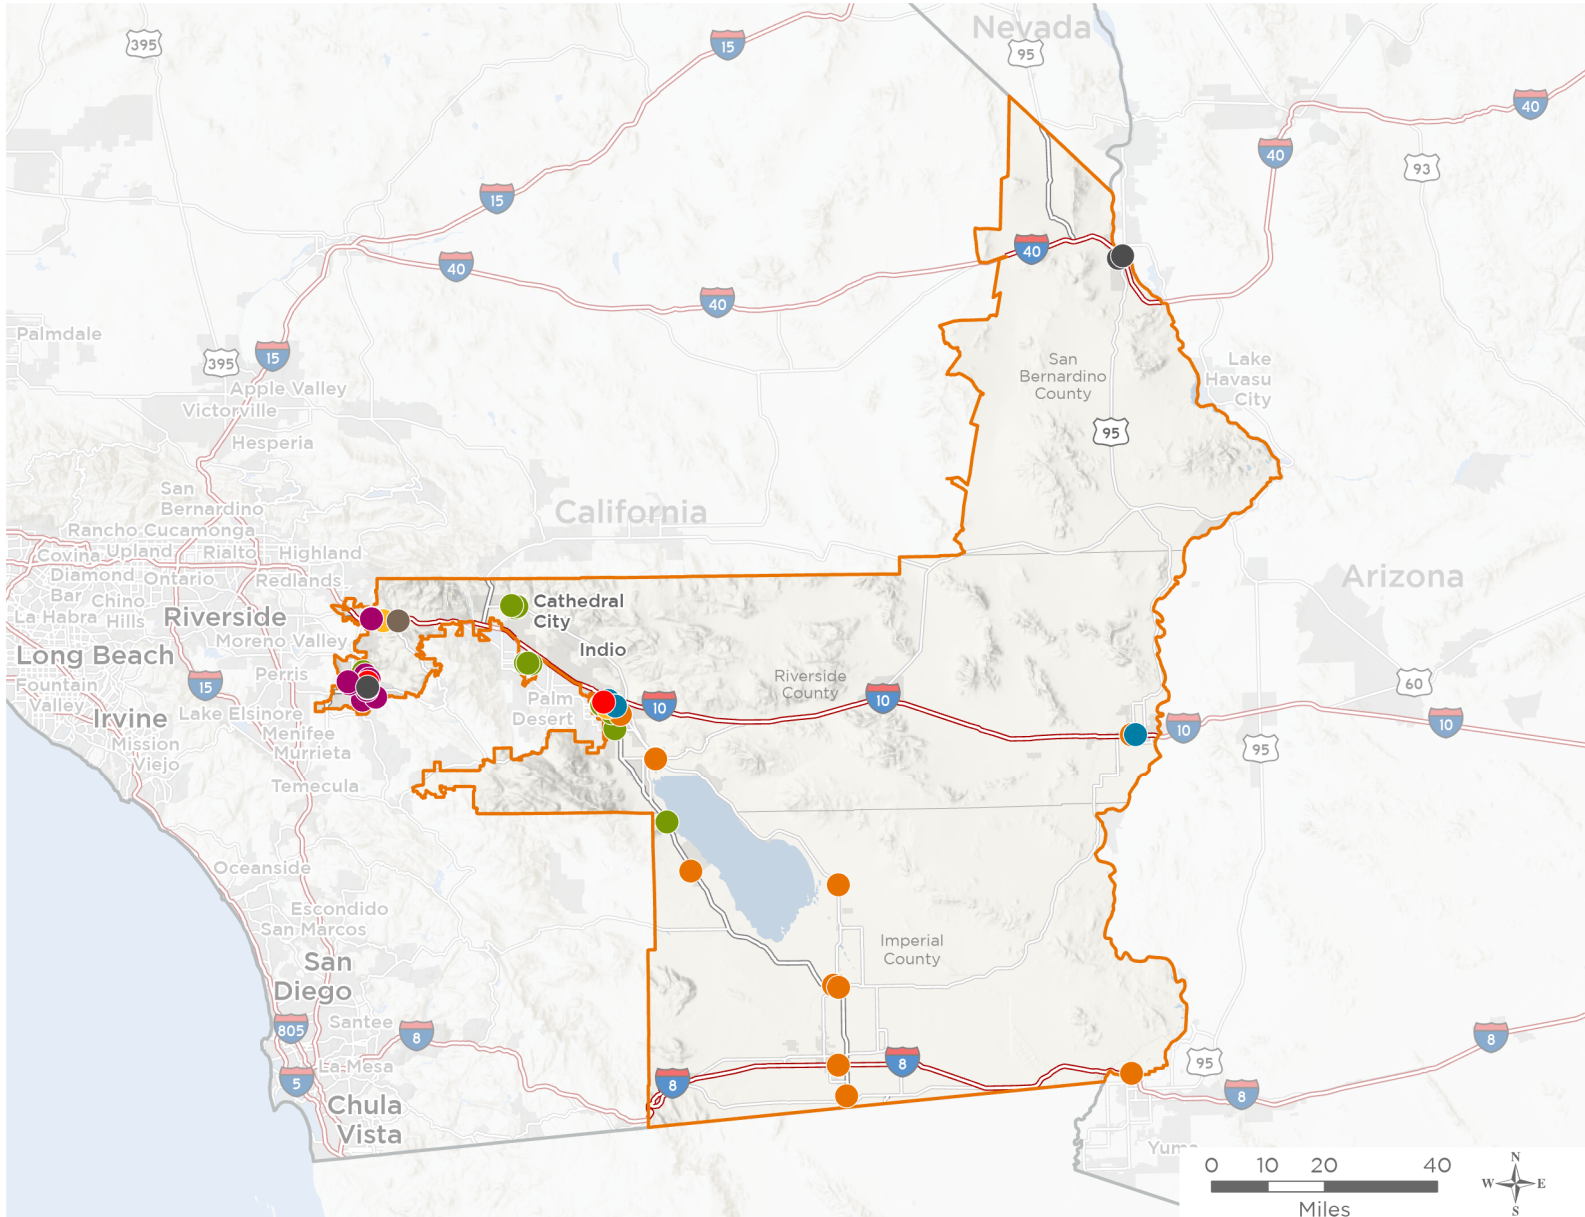 Nevada
395
15
95
40
40
93
15
40
40
40
Palmdale
395
15
San
Bernardino
County
Lake
Havasu
City
Apple Valley
Victorville
95
Hesperia
San
Bernardino
California
Rancho Cucamonga
Covina Upland Rialto Highland
Diamond
Bar
Ontario
Redlands
Arizona
Chino
Hills
La Habra
Riverside
Cathedral
City
Moreno Valley
Indio
Long Beach
Perris
Riverside
County
Fountain
Valley
15
60
Palm
Desert
10
10
10
10
Irvine
Lake Elsinore
Menifee
Murrieta
95
Mission
Viejo
Temecula
Oceanside
Escondido
San Marcos
Imperial
County
San
Diego
Santee
805
8
8
La Mesa
8
95
5
8
8
Chula
Vista
Yuma
0 10 20 40
Miles
N
W E
S